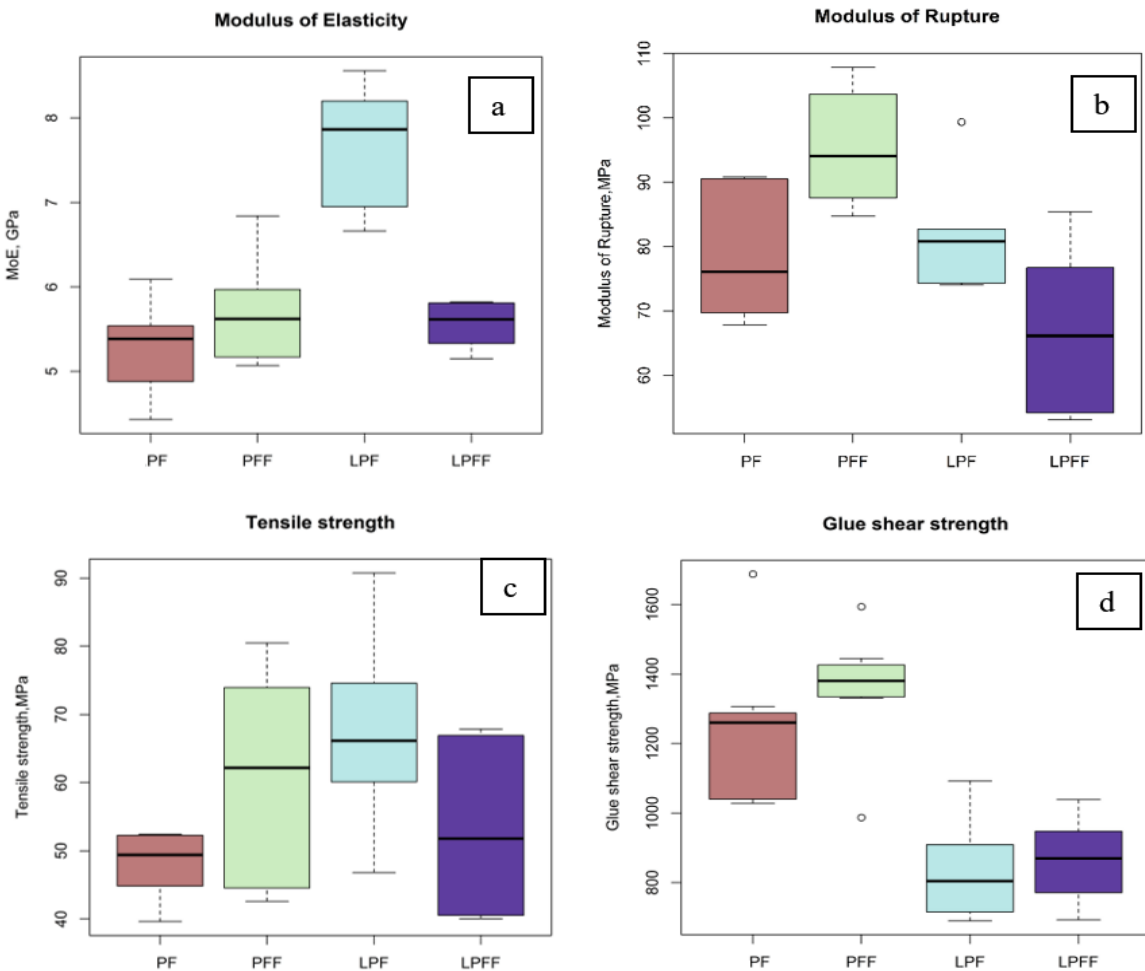 Modulus of Elasticity
a
MoE, GPa
8
7
6
5
PF PFF LPF LPFF
Modulus of Rupture
b
Modulus of Rupture,MPa
110
100
90
80
70
60
PF PFF LPF LPFF
Tensile strength
c
Tensile strength,MPa
90
80
70
60
50
40
PF PFF LPF LPFF
Glue shear strength
d
Glue shear strength,MPa
1600
1400
1200
1000
800
PF PFF LPF LPFF